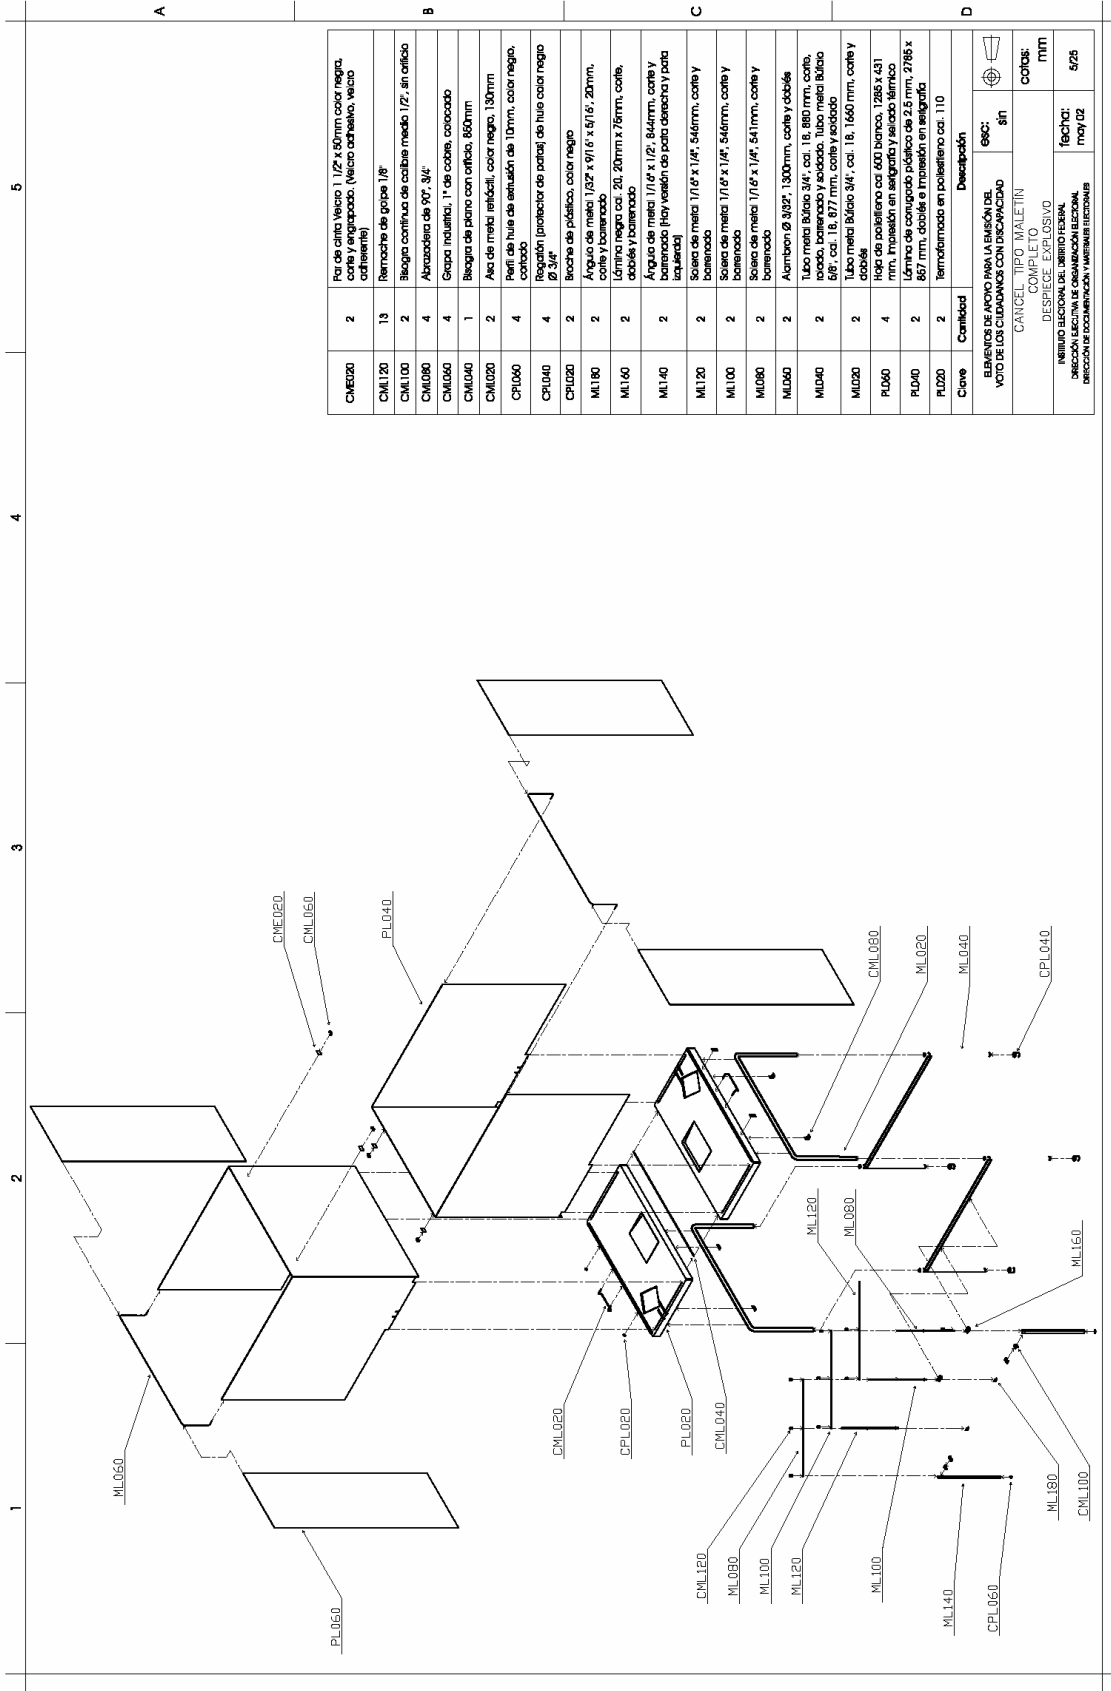 1
2
3
4
5
A
B
C
D
PL060
ML060
CME020
CML060
PL040
CML020
CPL020
PL020
CML040
CML080
ML020
ML040
CPL040
CML120
ML080
ML100
ML120
ML100
ML140
CPL060
ML120
ML080
ML160
ML180
CML100
CME020 2 Par de cinta Velcro 1 1/2" x 50mm color negro,
corte y engrapado. (Velcro adhesivo, velcro
adherente)
CML120 13 Remache de golpe 1/8"
CML100 2 Bisagra continua de calibre medio 1/2", sin orificio
CML080 4 Abrazadera de 90°, 3/4"
CML060 4 Grapa industrial, 1" de cobre, colocado
CML040 1 Bisagra de piano con orificio, 850mm
CML020 2 Asa de metal retráctil, color negro, 130mm
CPL060 4 Perfil de hule de extrusión de 10mm, color negro,
cortado
CPL040 4 Regatón (protector de patas) de hule color negro
Ø 3/4"
CPL020 2 Broche de plástico, color negro
ML180 2 Ángulo de metal 1/32" x 9/16" x 5/16", 20mm,
corte y barrenado
ML160 2 Lámina negra cal. 20, 20mm x 75mm, corte,
dobléz y barrenado
ML140 2 Ángulo de metal 1/16" x 1/2", 844mm, corte y
barrenado (Hay versión de pata derecha y pata
izquierda)
ML120 2 Solera de metal 1/16" x 1/4", 546mm, corte y
barrenado
ML100 2 Solera de metal 1/16" x 1/4", 546mm, corte y
barrenado
ML080 2 Solera de metal 1/16" x 1/4", 541mm, corte y
barrenado
ML060 2 Alambron Ø 3/32", 1300mm, corte y dobléz
ML040 2 Tubo metal Búfalo 3/4", cal. 18, 880 mm, corte,
rolado, barrenado y soldado. Tubo metal Búfalo
5/8", cal. 18, 877 mm, corte y soldado
ML020 2 Tubo metal Búfalo 3/4", cal. 18, 1660 mm, corte y
dobléz
PL060 4 Hoja de polietileno cal 600 blanco, 1285 x 431
mm, impresión en serigrafía y sellado térmico
PL040 2 Lámina de corrugado plástico de 2.5 mm, 2785 x
857 mm, dobléz e impresión en serigrafía
PL020 2 Termoformado en poliestireno cal. 110
Clave Cantidad Descripción
ELEMENTOS DE APOYO PARA LA EMISIÓN DEL
VOTO DE LOS CIUDADANOS CON DISCAPACIDAD
esc:
sin
CANCEL TIPO MALETÍN
COMPLETO
DESPIECE EXPLOSIVO
cotas:
mm
INSTITUTO ELECTORAL DEL DISTRITO FEDERAL
DIRECCIÓN EJECUTIVA DE ORGANIZACIÓN ELECTORAL
DIRECCIÓN DE DOCUMENTACIÓN Y MATERIALES ELECTORALES
fecha:
may 02
5/25